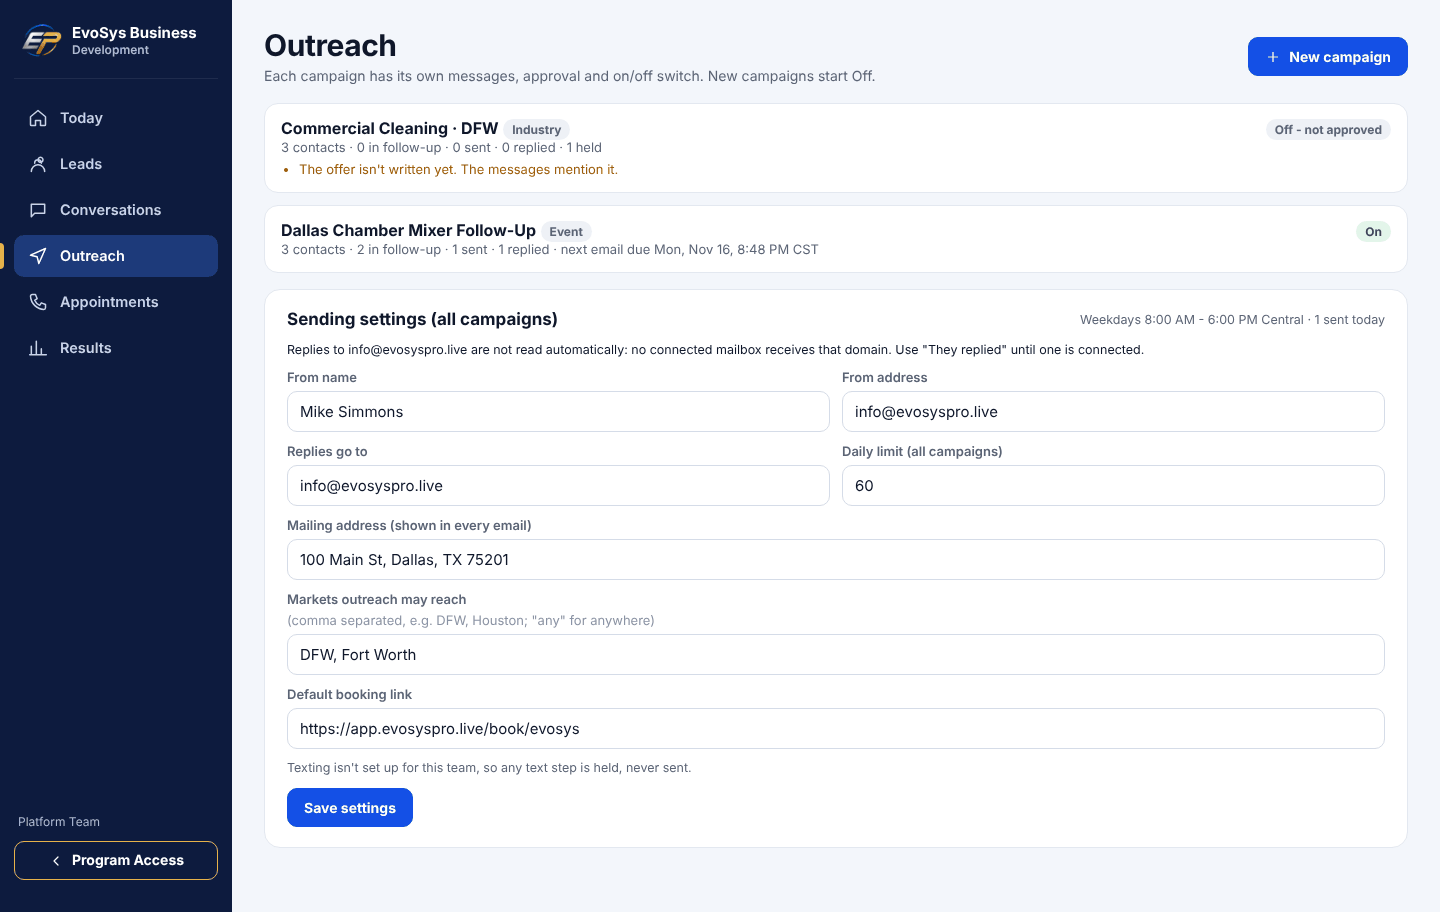 EP
EvoSys Business
Development
Today
Leads
Conversations
Outreach
Appointments
Results
Platform Team
Program Access
Outreach
Each campaign has its own messages, approval and on/off switch. New campaigns start Off.
+ New campaign
Commercial Cleaning · DFW Industry
Off - not approved
3 contacts · 0 in follow-up · 0 sent · 0 replied · 1 held
• The offer isn't written yet. The messages mention it.
Dallas Chamber Mixer Follow-Up Event
On
3 contacts · 2 in follow-up · 1 sent · 1 replied · next email due Mon, Nov 16, 8:48 PM CST
Sending settings (all campaigns)
Weekdays 8:00 AM - 6:00 PM Central · 1 sent today
Replies to info@evosyspro.live are not read automatically: no connected mailbox receives that domain. Use "They replied" until one is connected.
From name
Mike Simmons
From address
info@evosyspro.live
Replies go to
info@evosyspro.live
Daily limit (all campaigns)
60
Mailing address (shown in every email)
100 Main St, Dallas, TX 75201
Markets outreach may reach
(comma separated, e.g. DFW, Houston; "any" for anywhere)
DFW, Fort Worth
Default booking link
https://app.evosyspro.live/book/evosys
Texting isn't set up for this team, so any text step is held, never sent.
Save settings